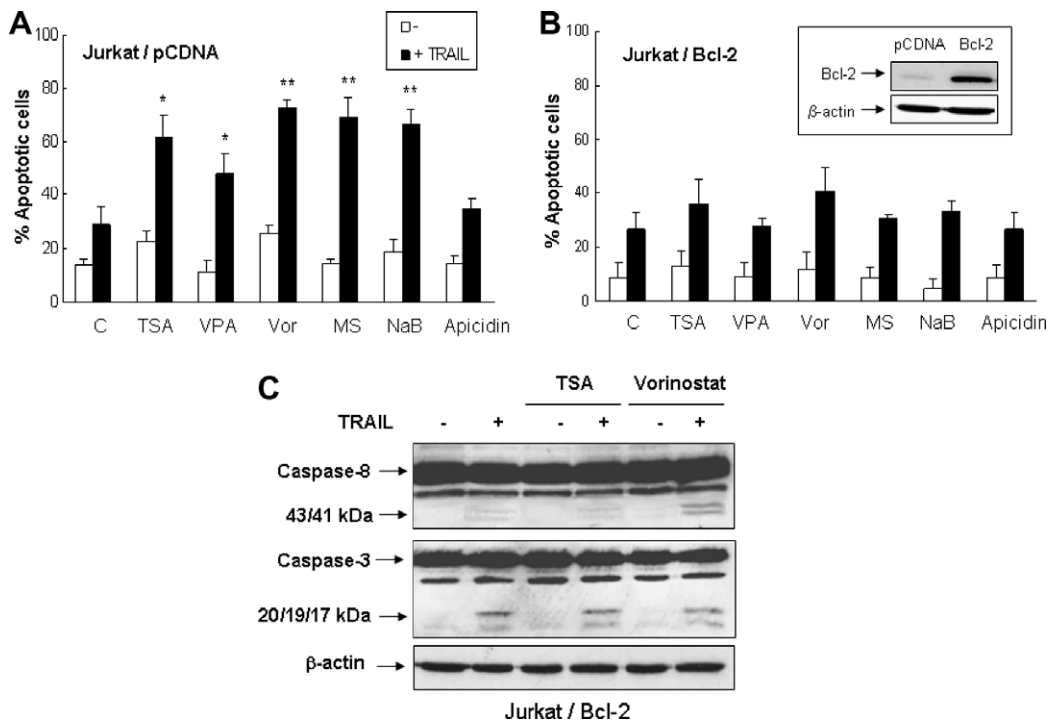 A
Jurkat / pCDNA
-
+ TRAIL
% Apoptotic cells
100
80
60
40
20
0
* * ** ** **
C TSA VPA Vor MS NaB Apicidin
B
Jurkat / Bcl-2
pCDNA Bcl-2
Bcl-2
β-actin
% Apoptotic cells
100
80
60
40
20
0
C TSA VPA Vor MS NaB Apicidin
C
TSA Vorinostat
TRAIL - + - + - +
Caspase-8
43/41 kDa
Caspase-3
20/19/17 kDa
β-actin
Jurkat / Bcl-2